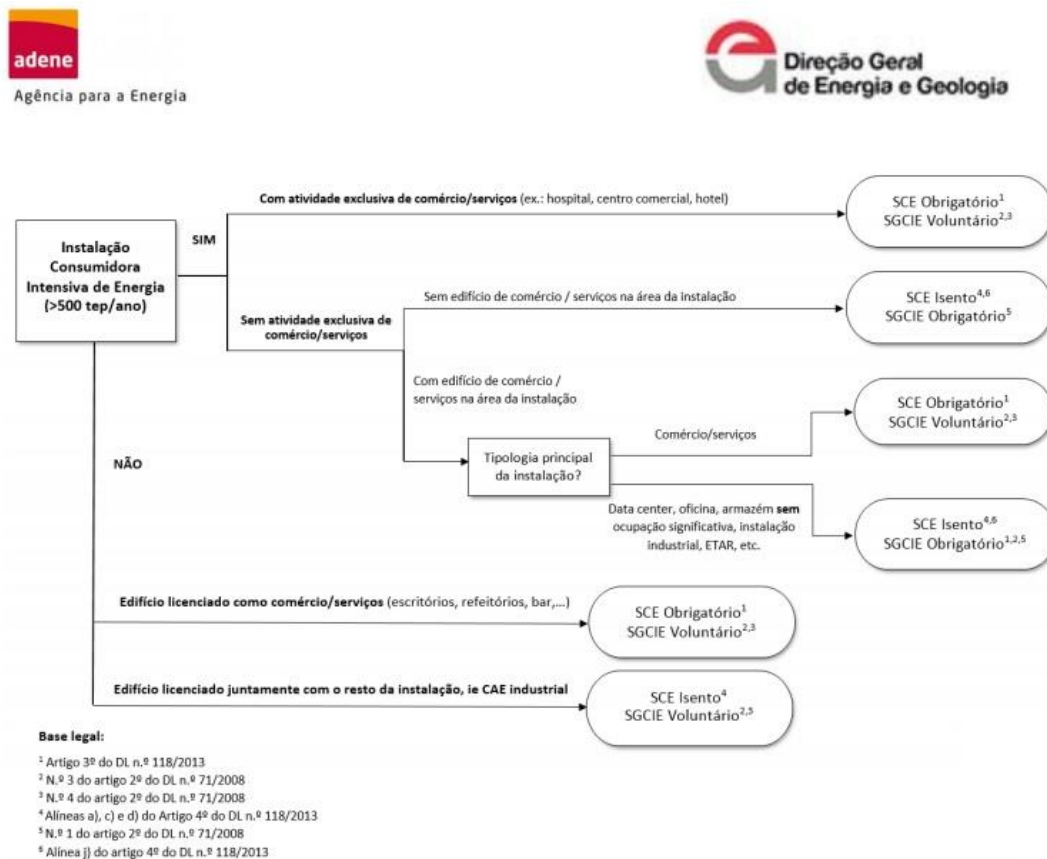 adene
Agência para a Energia
Direção Geral
de Energia e Geologia
Com atividade exclusiva de comércio/serviços (ex.: hospital, centro comercial, hotel)
SCE Obrigatório¹
SGCIE Voluntário²,³
SIM
Instalação
Consumidora
Intensiva de Energia
(>500 tep/ano)
Sem edifício de comércio / serviços na área da instalação
SCE Isento⁴,⁶
SGCIE Obrigatório⁵
Sem atividade exclusiva de
comércio/serviços
Com edifício de comércio /
serviços na área da instalação
SCE Obrigatório¹
SGCIE Voluntário²,³
Comércio/serviços
Tipologia principal
da instalação?
NÃO
Data center, oficina, armazém sem
ocupação significativa, instalação
industrial, ETAR, etc.
SCE Isento⁴,⁶
SGCIE Obrigatório¹,²,⁵
Edifício licenciado como comércio/serviços (escritórios, refeitórios, bar,...)
SCE Obrigatório¹
SGCIE Voluntário²,³
Edifício licenciado juntamente com o resto da instalação, ie CAE industrial
SCE Isento⁴
SGCIE Voluntário²,⁵
Base legal:
¹ Artigo 3º do DL n.º 118/2013
² N.º 3 do artigo 2º do DL n.º 71/2008
³ N.º 4 do artigo 2º do DL n.º 71/2008
⁴ Alíneas a), c) e d) do Artigo 4º do DL n.º 118/2013
⁵ N.º 1 do artigo 2º do DL n.º 71/2008
⁶ Alínea j) do artigo 4º do DL n.º 118/2013